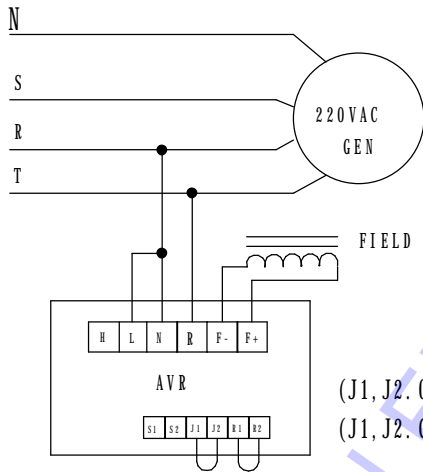 N
S
R
T
220VAC
GEN
FIELD
H L N R F- F+
AVR
S1 S2 J1 J2 R1 R2
(J1,J2.
(J1,J2.